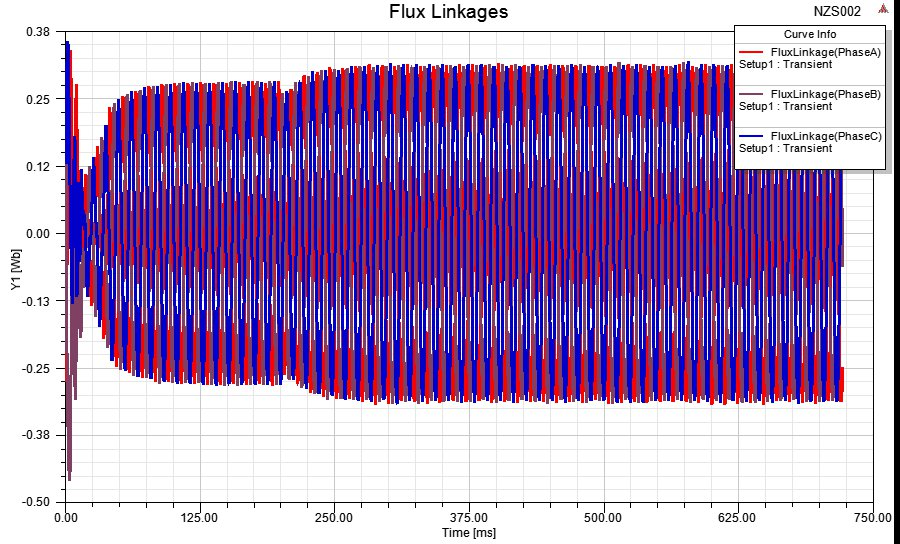 Flux Linkages
NZS002
Curve Info
FluxLinkage(PhaseA)
Setup1 : Transient
FluxLinkage(PhaseB)
Setup1 : Transient
FluxLinkage(PhaseC)
Setup1 : Transient
0.38
0.25
0.12
0.00
-0.13
-0.25
-0.38
-0.50
Y1 [Wb]
0.00 125.00 250.00 375.00 500.00 625.00 750.00
Time [ms]